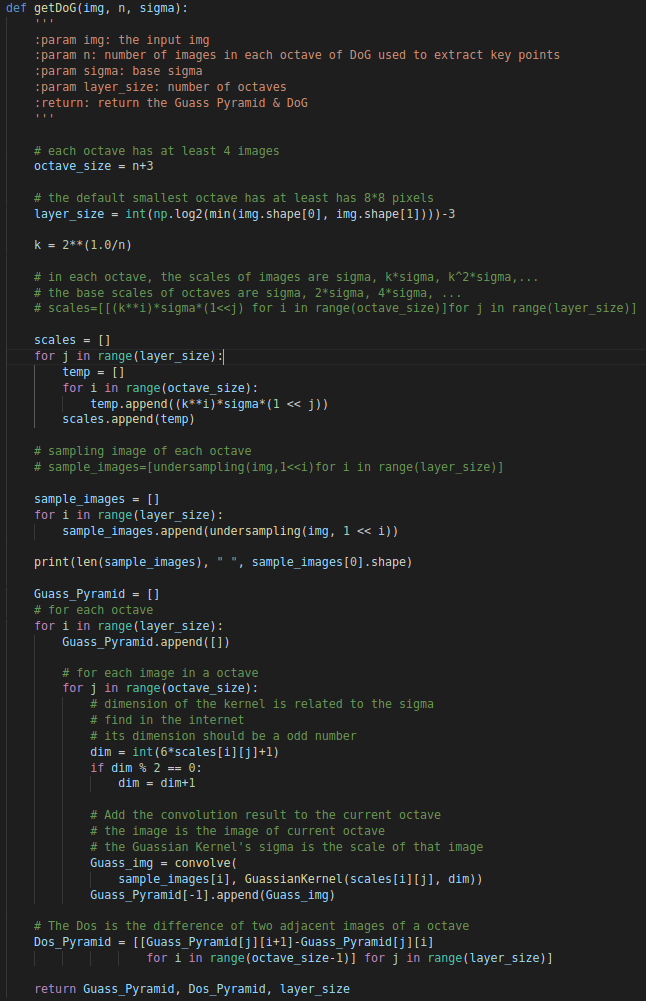 def getDoG(img, n, sigma):
    '''
    :param img: the input img
    :param n: number of images in each octave of DoG used to extract key points
    :param sigma: base sigma
    :param layer_size: number of octaves
    :return: return the Guass Pyramid & DoG
    '''
    # each octave has at least 4 images
    octave_size = n+3
    # the default smallest octave has at least has 8*8 pixels
    layer_size = int(np.log2(min(img.shape[0], img.shape[1])))-3
    k = 2**(1.0/n)
    # in each octave, the scales of images are sigma, k*sigma, k^2*sigma,...
    # the base scales of octaves are sigma, 2*sigma, 4*sigma, ...
    # scales=[[(k**i)*sigma*(1<<j) for i in range(octave_size)]for j in range(layer_size)]
    scales = []
    for j in range(layer_size):
        temp = []
        for i in range(octave_size):
            temp.append((k**i)*sigma*(1 << j))
        scales.append(temp)
    # sampling image of each octave
    # sample_images=[undersampling(img,1<<i)for i in range(layer_size)]
    sample_images = []
    for i in range(layer_size):
        sample_images.append(undersampling(img, 1 << i))
    print(len(sample_images), " ", sample_images[0].shape)
    Guass_Pyramid = []
    # for each octave
    for i in range(layer_size):
        Guass_Pyramid.append([])
        # for each image in a octave
        for j in range(octave_size):
            # dimension of the kernel is related to the sigma
            # find in the internet
            # its dimension should be a odd number
            dim = int(6*scales[i][j]+1)
            if dim % 2 == 0:
                dim = dim+1
            # Add the convolution result to the current octave
            # the image is the image of current octave
            # the Guassian Kernel's sigma is the scale of that image
            Guass_img = convolve(
                sample_images[i], GuassianKernel(scales[i][j], dim))
            Guass_Pyramid[-1].append(Guass_img)
    # The Dos is the difference of two adjacent images of a octave
    Dos_Pyramid = [[Guass_Pyramid[j][i+1]-Guass_Pyramid[j][i]
                    for i in range(octave_size-1)] for j in range(layer_size)]
    return Guass_Pyramid, Dos_Pyramid, layer_size